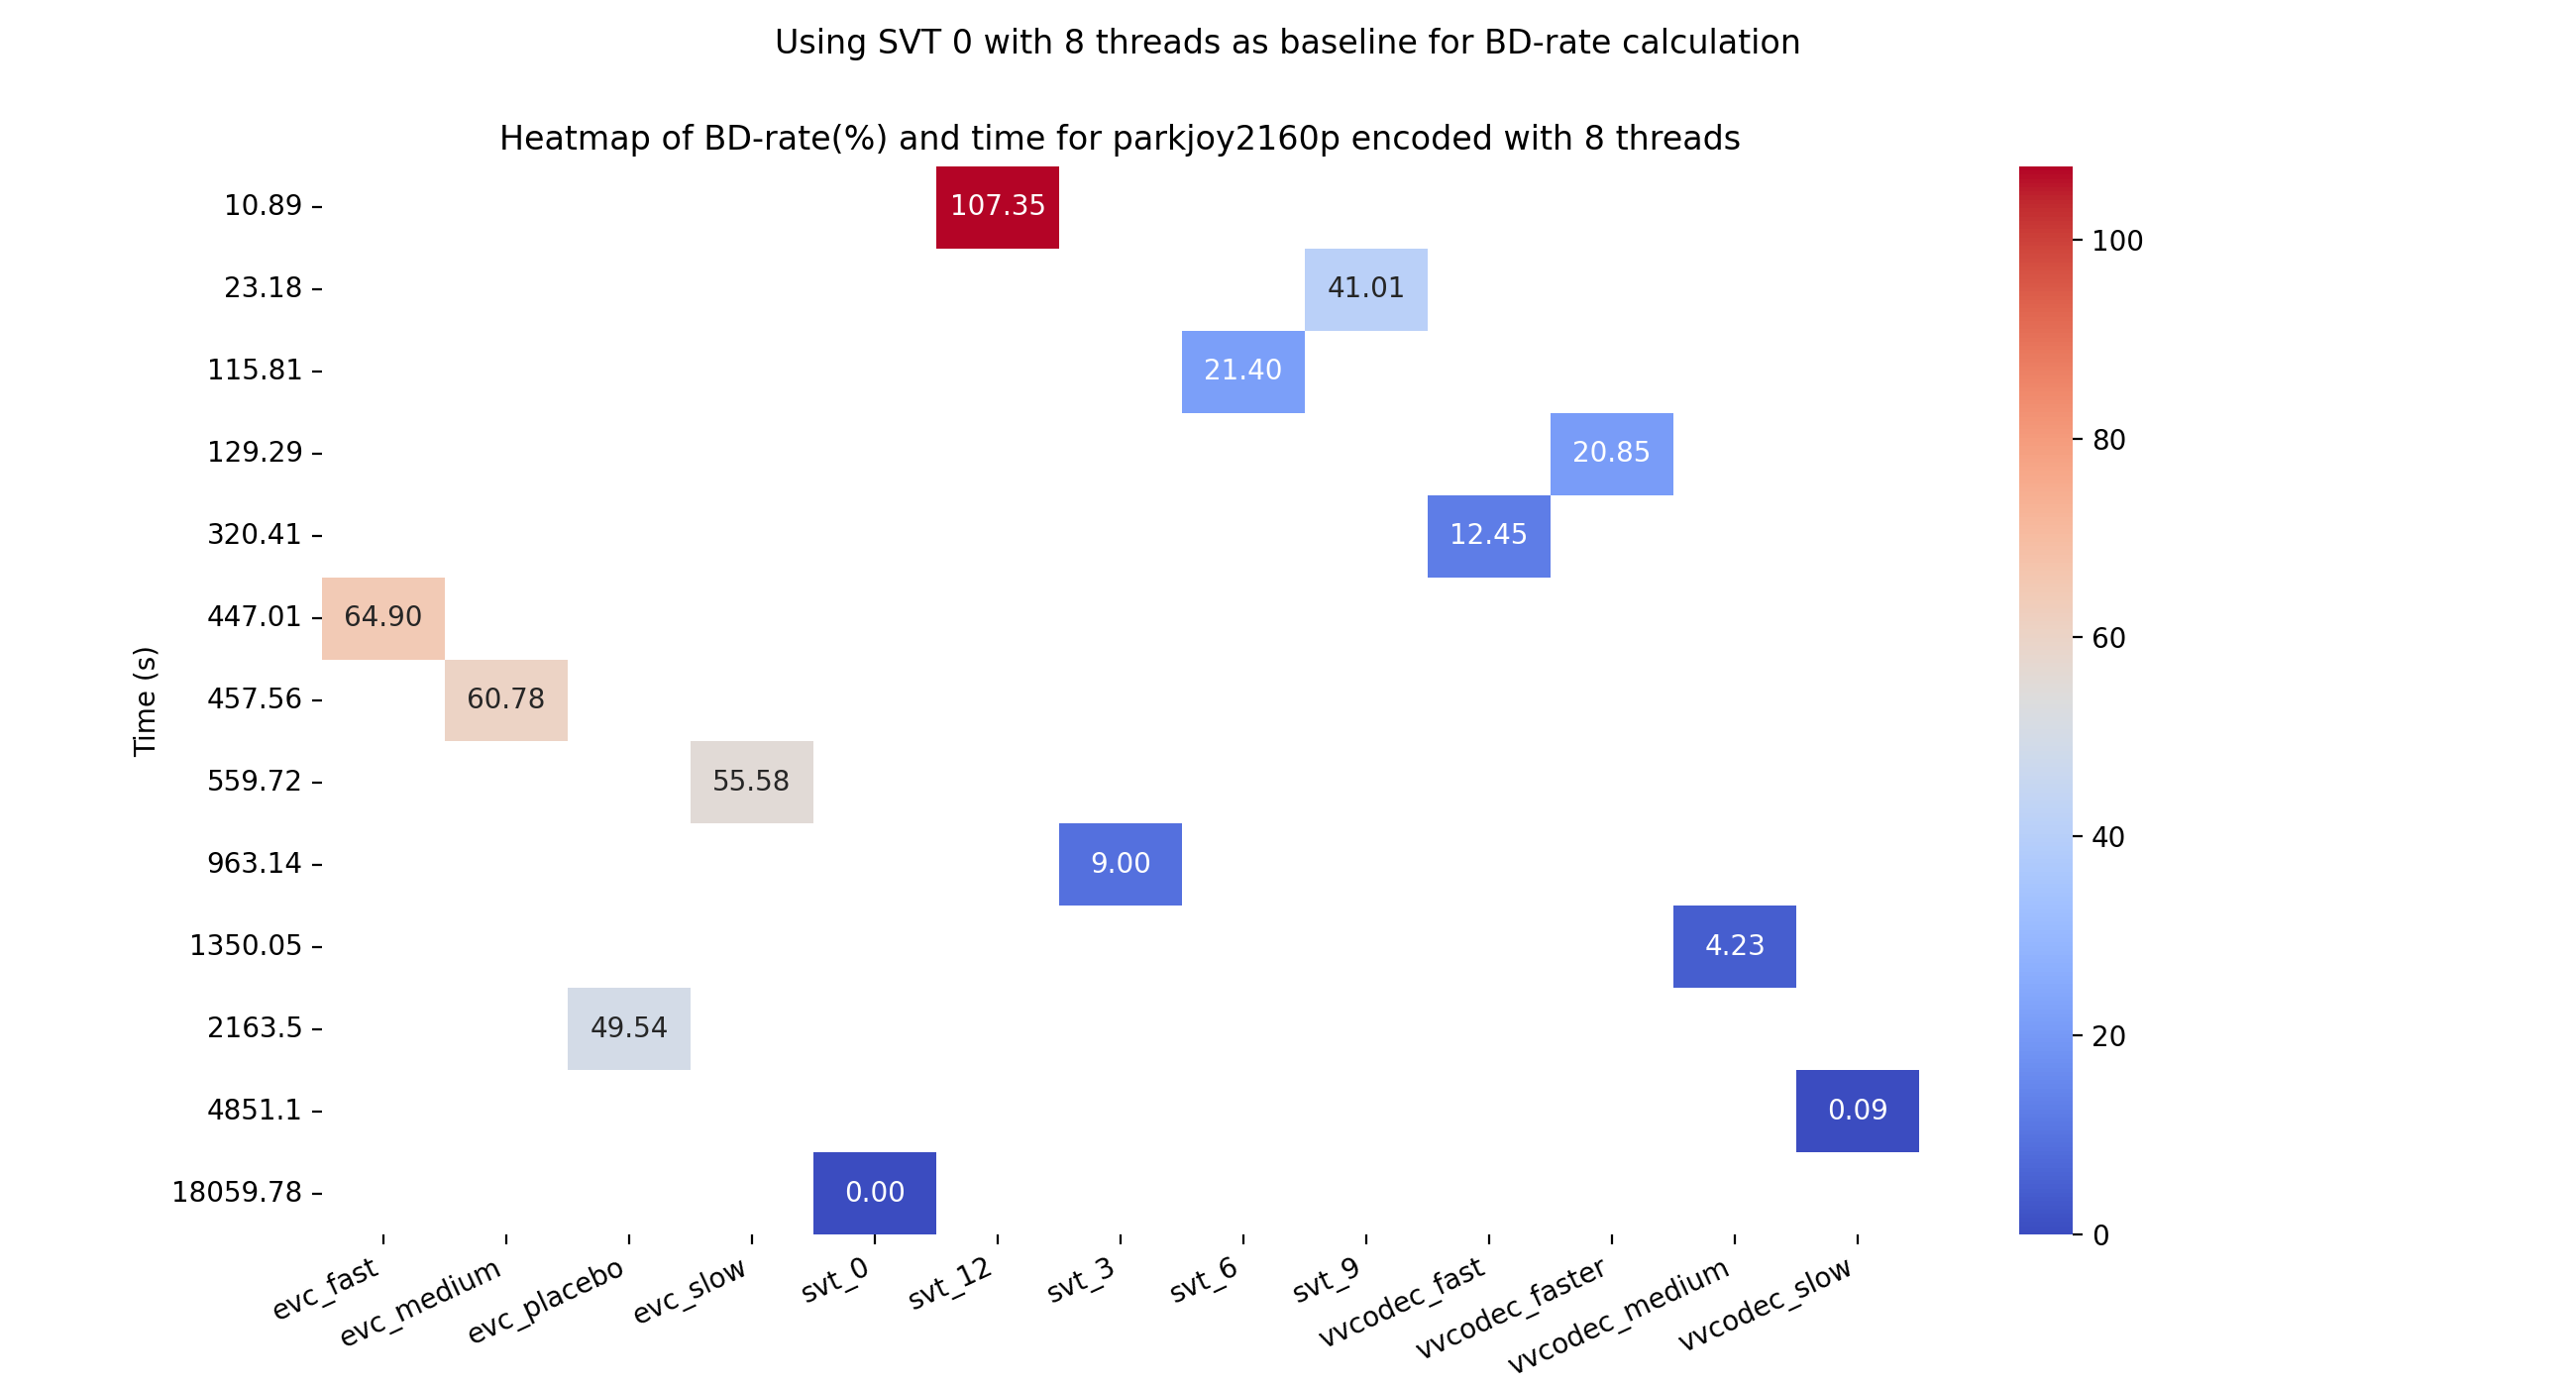 Using SVT 0 with 8 threads as baseline for BD-rate calculation
Heatmap of BD-rate(%) and time for parkjoy2160p encoded with 8 threads
Time (s)
10.89
107.35
23.18
41.01
115.81
21.40
129.29
20.85
320.41
12.45
447.01
64.90
457.56
60.78
559.72
55.58
963.14
9.00
1350.05
4.23
2163.5
49.54
4851.1
0.09
18059.78
0.00
evc_fast
evc_medium
evc_placebo
evc_slow
svt_0
svt_12
svt_3
svt_6
svt_9
vvcodec_fast
vvcodec_faster
vvcodec_medium
vvcodec_slow
100
80
60
40
20
0